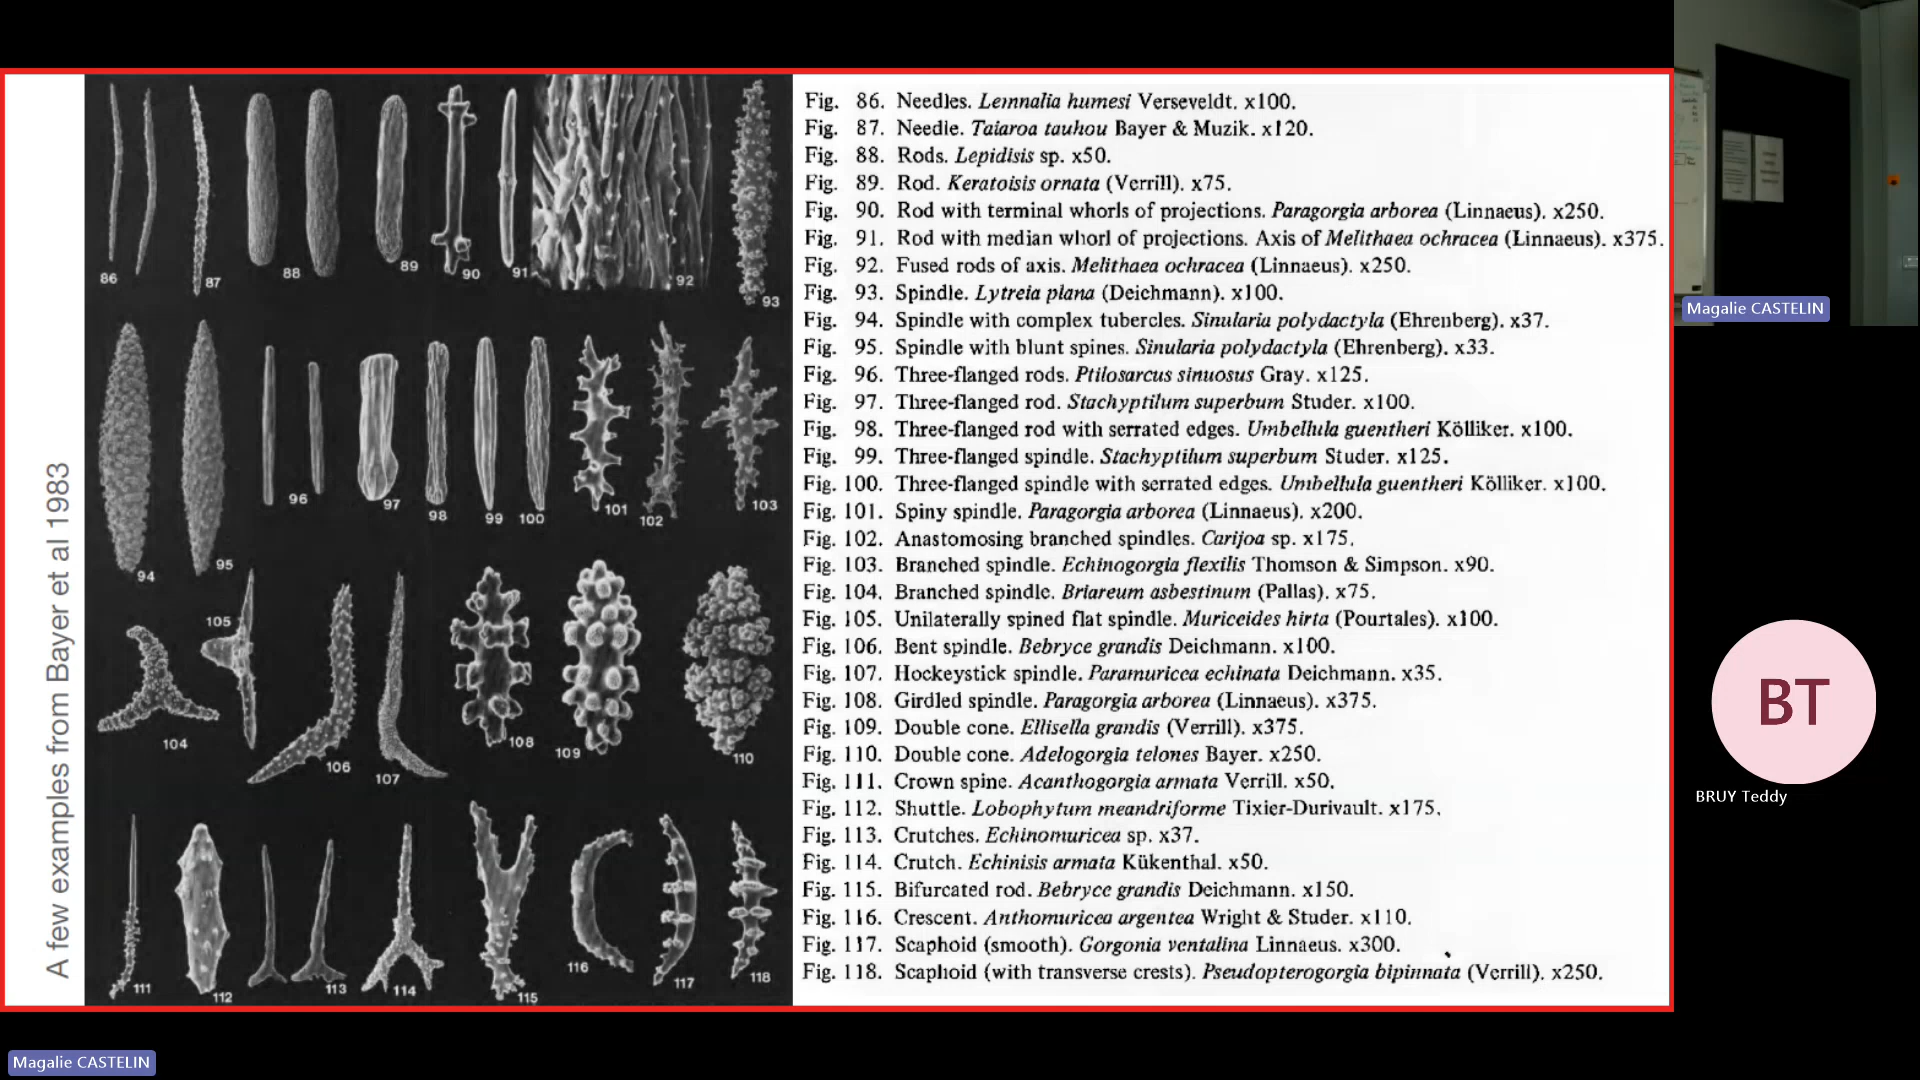 A few examples from Bayer et al 1983
86
87
88
89
90
91
92
93
94
95
96
97
98
99
100
101
102
103
104
105
106
107
108
109
110
111
112
113
114
115
116
117
118
Fig. 86. Needles. Lemnalia humesi Verseveldt. x100.
Fig. 87. Needle. Taiaroa tauhou Bayer & Muzik. x120.
Fig. 88. Rods. Lepidisis sp. x50.
Fig. 89. Rod. Keratoisis ornata (Verrill). x75.
Fig. 90. Rod with terminal whorls of projections. Paragorgia arborea (Linnaeus). x250.
Fig. 91. Rod with median whorl of projections. Axis of Melithaea ochracea (Linnaeus). x375.
Fig. 92. Fused rods of axis. Melithaea ochracea (Linnaeus). x250.
Fig. 93. Spindle. Lytreia plana (Deichmann). x100.
Fig. 94. Spindle with complex tubercles. Sinularia polydactyla (Ehrenberg). x37.
Fig. 95. Spindle with blunt spines. Sinularia polydactyla (Ehrenberg). x33.
Fig. 96. Three-flanged rods. Ptilosarcus sinuosus Gray. x125.
Fig. 97. Three-flanged rod. Stachyptilum superbum Studer. x100.
Fig. 98. Three-flanged rod with serrated edges. Umbellula guentheri Kölliker. x100.
Fig. 99. Three-flanged spindle. Stachyptilum superbum Studer. x125.
Fig. 100. Three-flanged spindle with serrated edges. Umbellula guentheri Kölliker. x100.
Fig. 101. Spiny spindle. Paragorgia arborea (Linnaeus). x200.
Fig. 102. Anastomosing branched spindles. Carijoa sp. x175.
Fig. 103. Branched spindle. Echinogorgia flexilis Thomson & Simpson. x90.
Fig. 104. Branched spindle. Briareum asbestinum (Pallas). x75.
Fig. 105. Unilaterally spined flat spindle. Muriceides hirta (Pourtales). x100.
Fig. 106. Bent spindle. Bebryce grandis Deichmann. x100.
Fig. 107. Hockeystick spindle. Paramuricea echinata Deichmann. x35.
Fig. 108. Girdled spindle. Paragorgia arborea (Linnaeus). x375.
Fig. 109. Double cone. Ellisella grandis (Verrill). x375.
Fig. 110. Double cone. Adelogorgia telones Bayer. x250.
Fig. 111. Crown spine. Acanthogorgia armata Verrill. x50.
Fig. 112. Shuttle. Lobophytum meandriforme Tixier-Durivault. x175.
Fig. 113. Crutches. Echinomuricea sp. x37.
Fig. 114. Crutch. Echinisis armata Kükenthal. x50.
Fig. 115. Bifurcated rod. Bebryce grandis Deichmann. x150.
Fig. 116. Crescent. Anthomuricea argentea Wright & Studer. x110.
Fig. 117. Scaphoid (smooth). Gorgonia ventalina Linnaeus. x300.
Fig. 118. Scaphoid (with transverse crests). Pseudopterogorgia bipinnata (Verrill). x250.
Magalie CASTELIN
BT
BRUY Teddy
Magalie CASTELIN